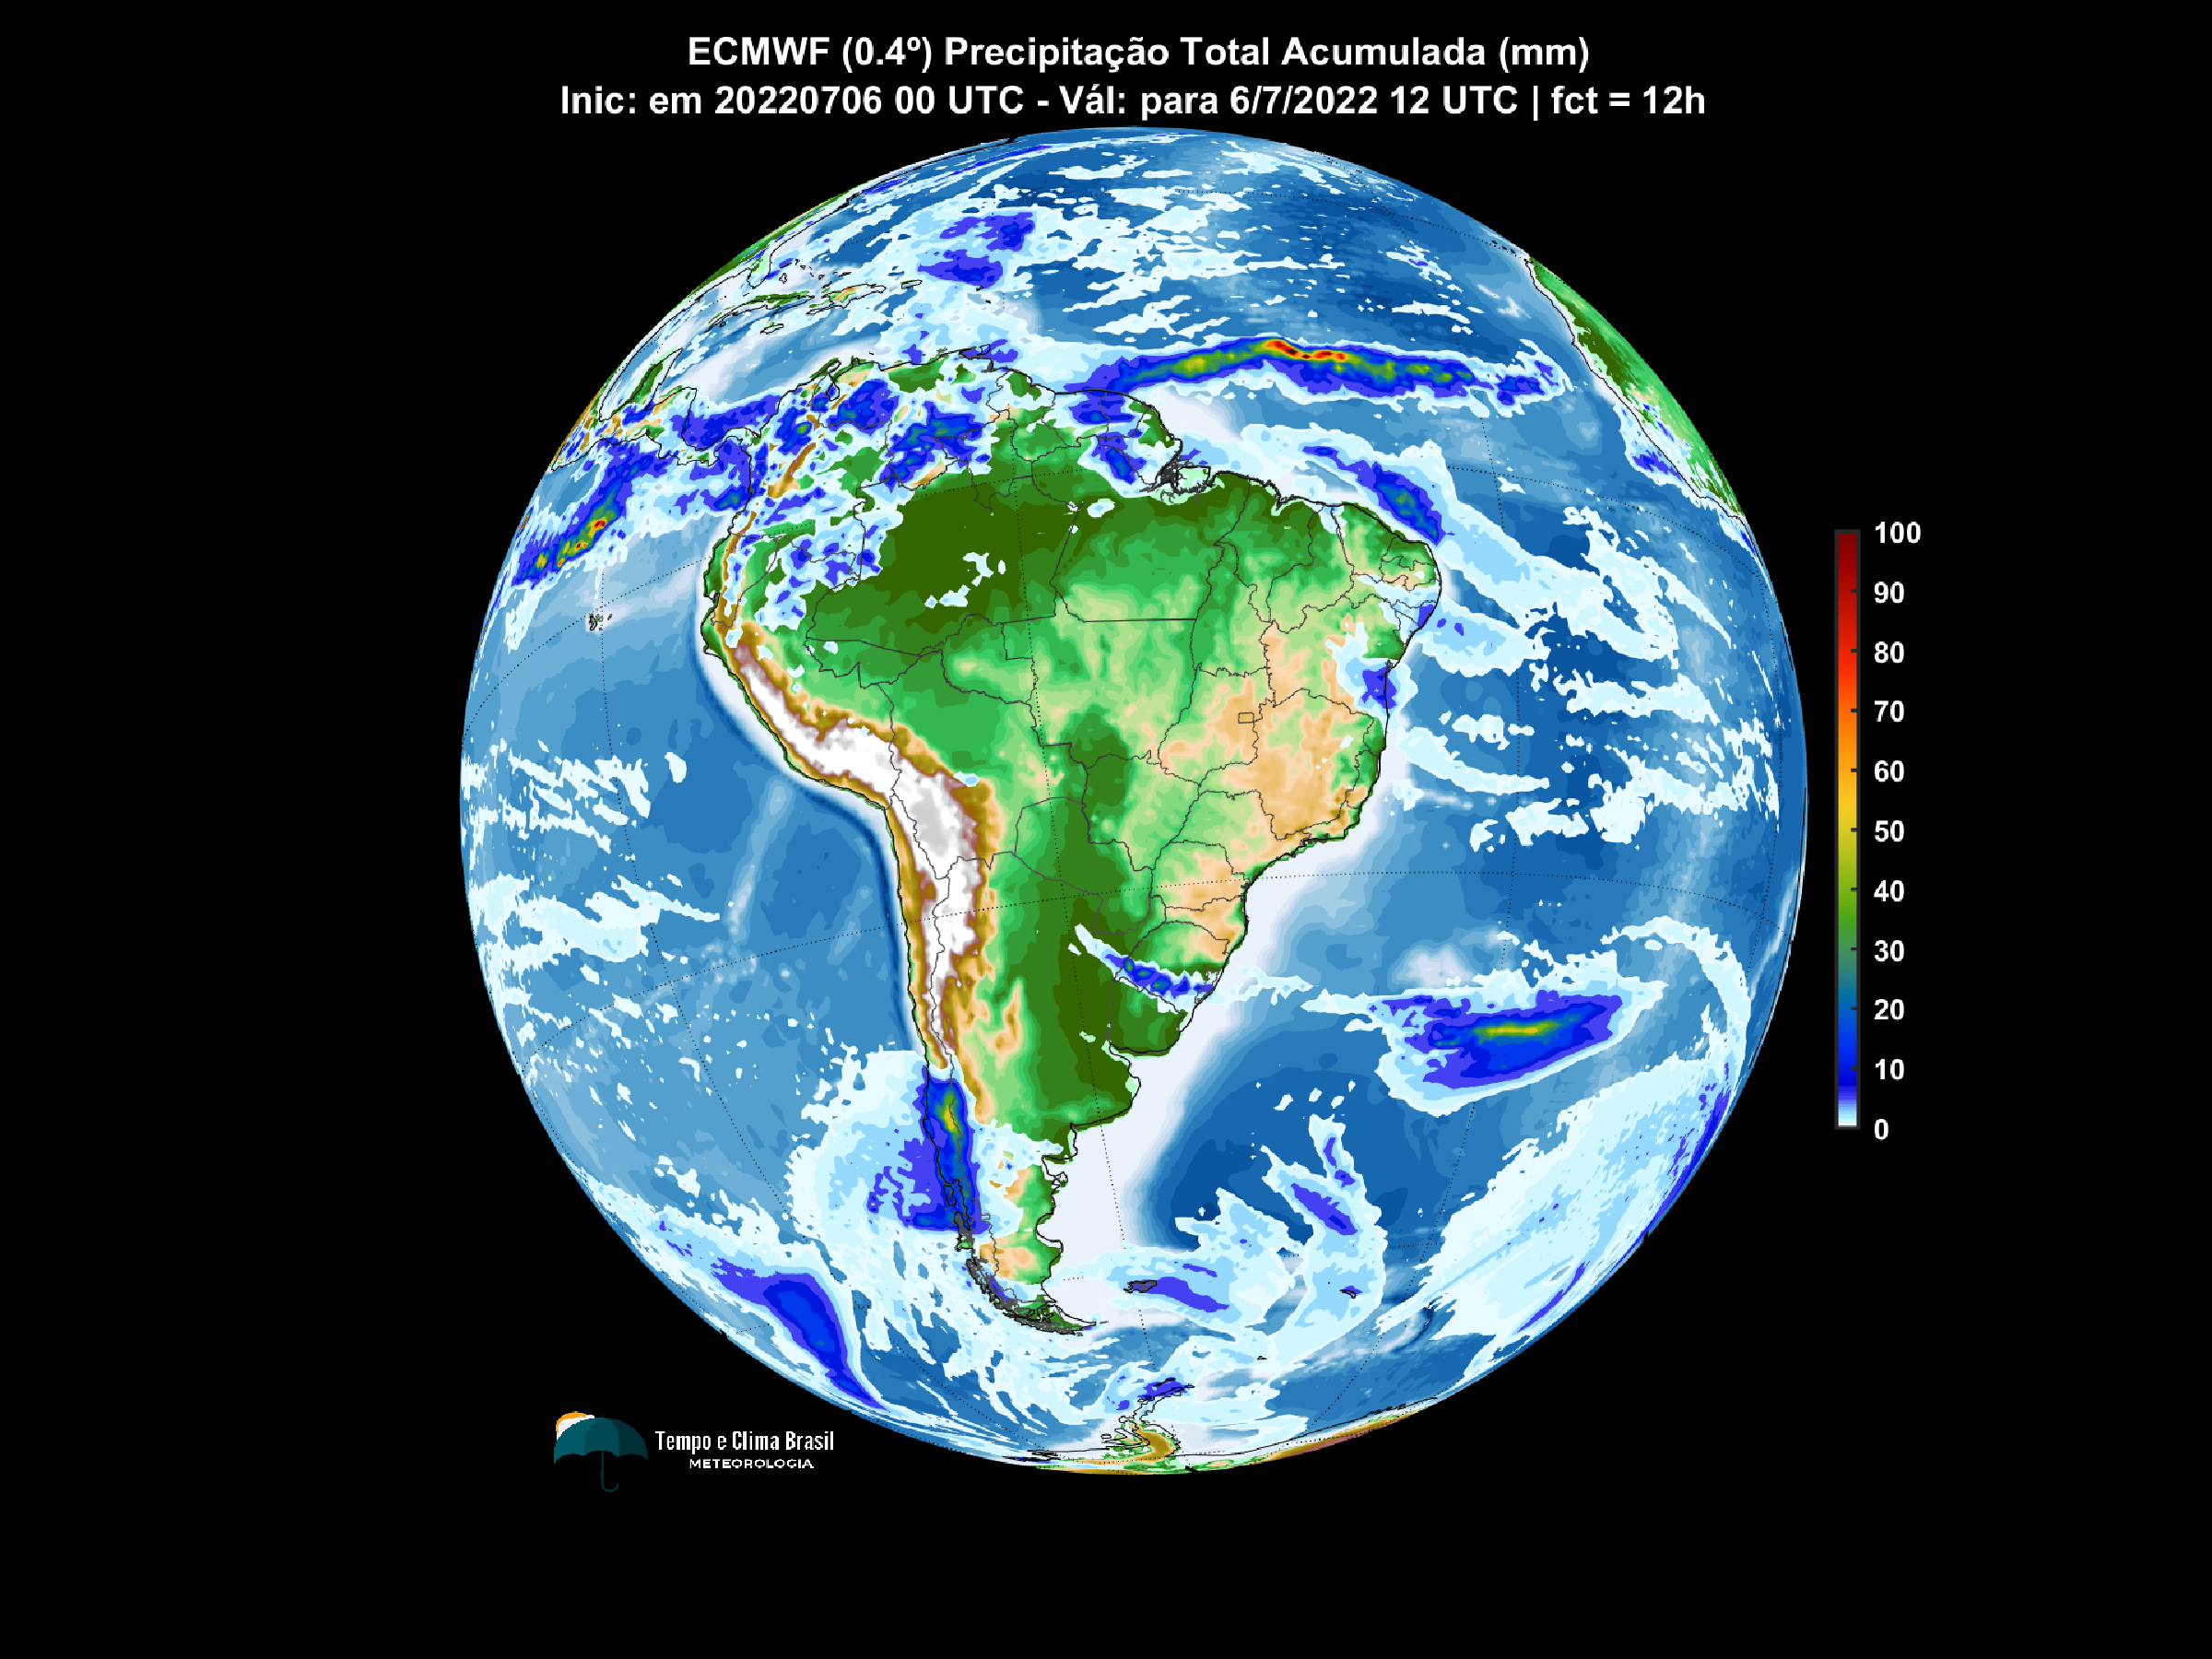 ECMWF (0.4º) Precipitação Total Acumulada (mm)
Inic: em 20220706 00 UTC - Vál: para 6/7/2022 12 UTC | fct = 12h
100
90
80
70
60
50
40
30
20
10
0
Tempo e Clima Brasil
METEOROLOGIA